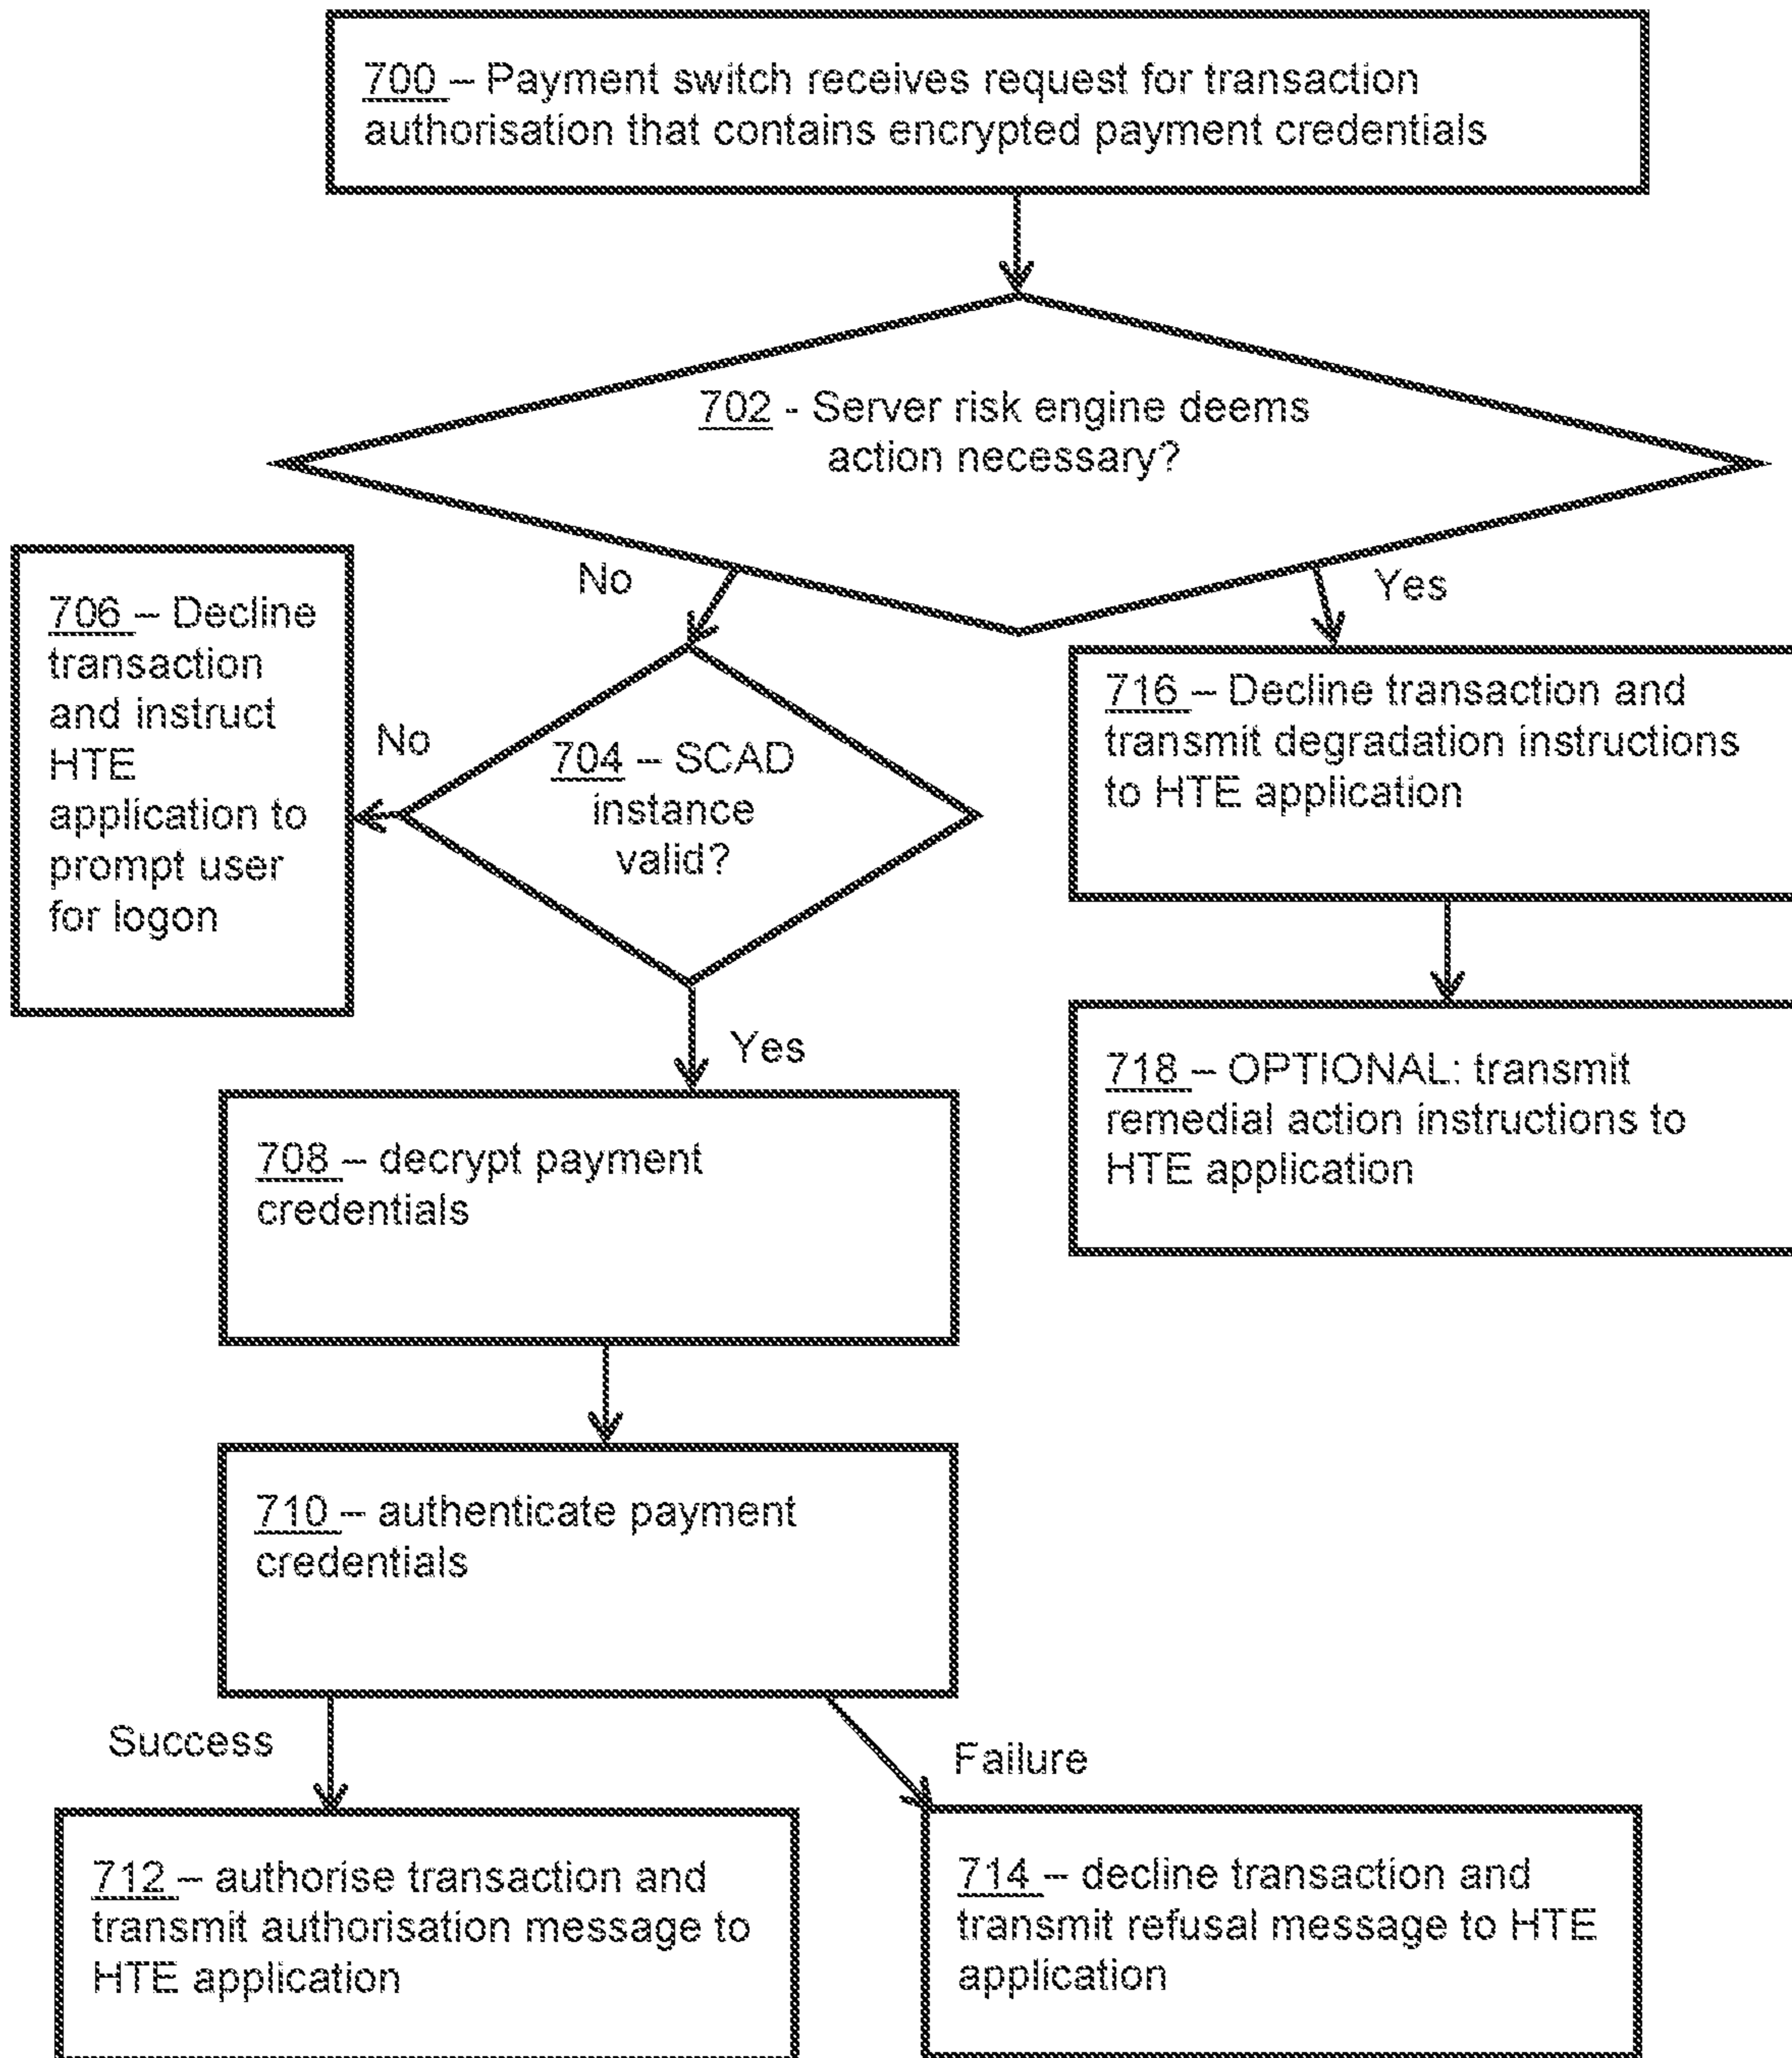 700 – Payment switch receives request for transaction
authorisation that contains encrypted payment credentials
702 - Server risk engine deems
action necessary?
No
Yes
706 – Decline
transaction
and instruct
HTE
application to
prompt user
for logon
No
704 – SCAD
instance
valid?
716 – Decline transaction and
transmit degradation instructions
to HTE application
Yes
718 – OPTIONAL: transmit
remedial action instructions to
HTE application
708 – decrypt payment
credentials
710 – authenticate payment
credentials
Success
Failure
712 – authorise transaction and
transmit authorisation message to
HTE application
714 – decline transaction and
transmit refusal message to HTE
application